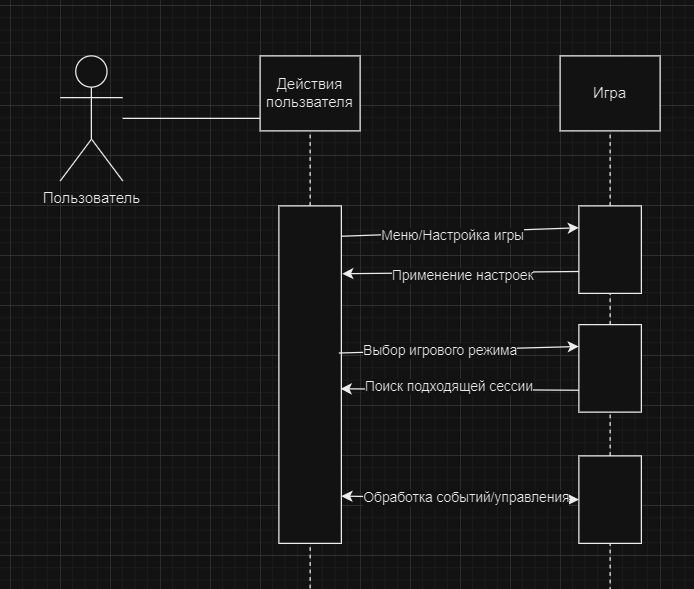 Действия
пользвателя
Игра
Пользователь
Меню/Настройка игры
Применение настроек
Выбор игрового режима
Поиск подходящей сессии
Обработка событий/управления